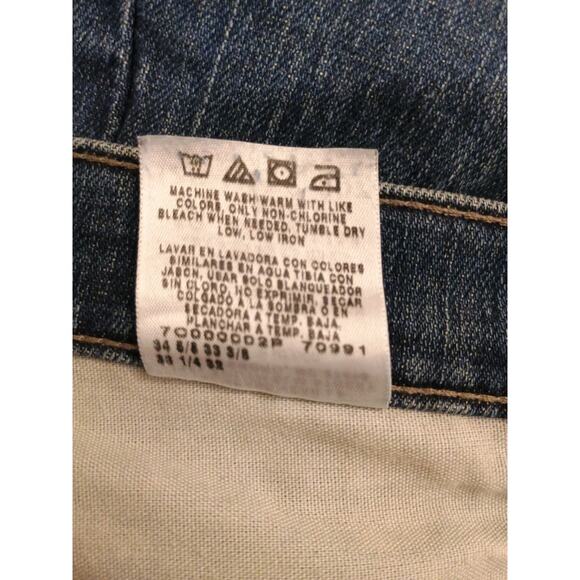 MACHINE WASH WARM WITH LIKE
COLORS, ONLY NON-CHLORINE
BLEACH WHEN NEEDED, TUMBLE DRY
LOW, LOW IRON
LAVAR EN LAVADORA CON COLORES
SIMILARES EN AGUA TIBIA CON
JABON, USAR SOLO BLANQUEADOR
SIN CLORO, NO EXPRIMIR, SECAR
COLGADO A LA SOMBRA O EN
SECADORA A TEMP. BAJA,
PLANCHAR A TEMP. BAJA
7C00000D2P 70991
34 5/8 33 3/8
33 1/4 32